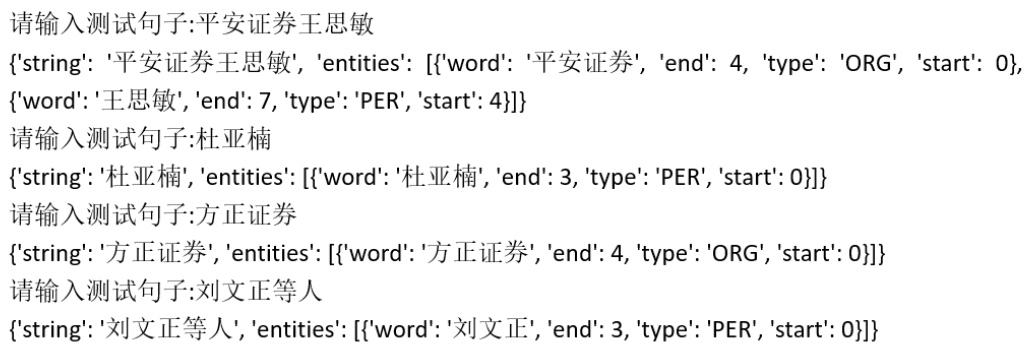 请输入测试句子:平安证券王思敏
{'string': '平安证券王思敏', 'entities': [{'word': '平安证券', 'end': 4, 'type': 'ORG', 'start': 0},
{'word': '王思敏', 'end': 7, 'type': 'PER', 'start': 4}]}
请输入测试句子:杜亚楠
{'string': '杜亚楠', 'entities': [{'word': '杜亚楠', 'end': 3, 'type': 'PER', 'start': 0}]}
请输入测试句子:方正证券
{'string': '方正证券', 'entities': [{'word': '方正证券', 'end': 4, 'type': 'ORG', 'start': 0}]}
请输入测试句子:刘文正等人
{'string': '刘文正等人', 'entities': [{'word': '刘文正', 'end': 3, 'type': 'PER', 'start': 0}]}